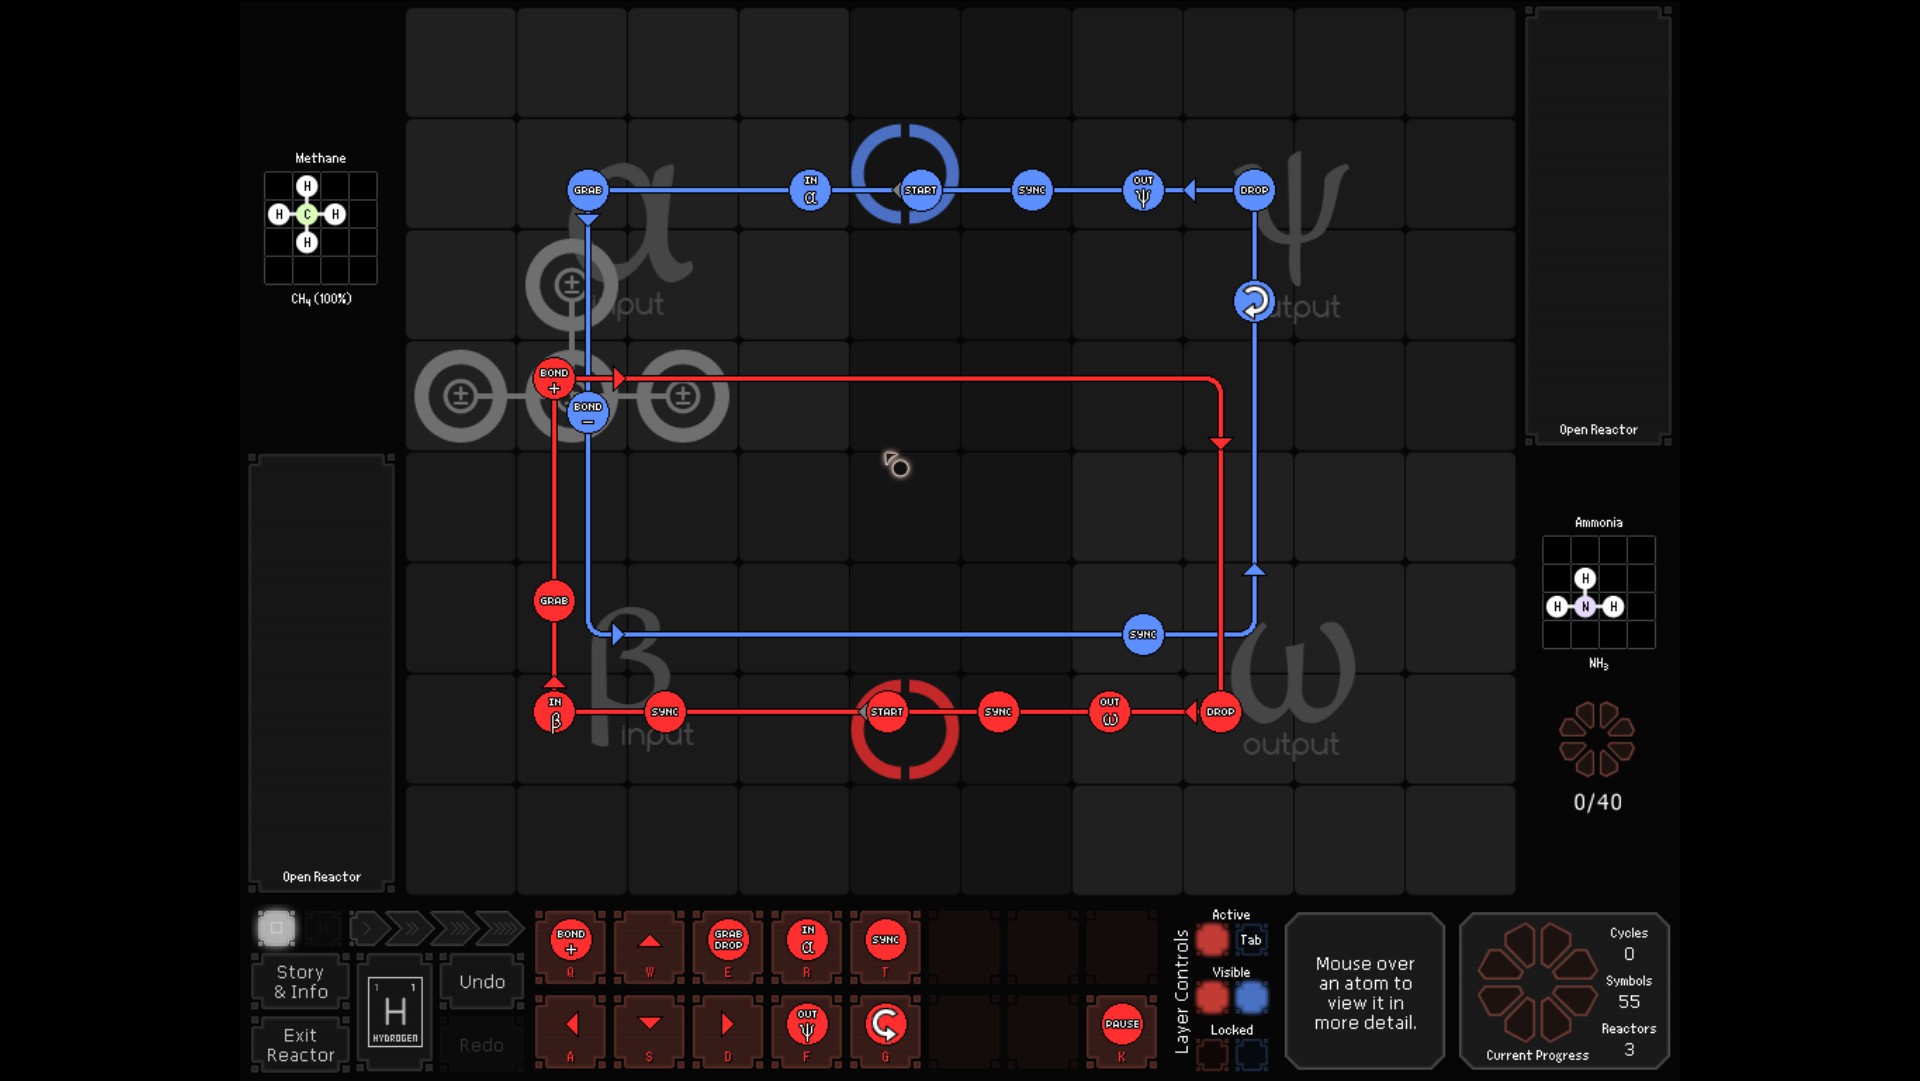 Methane
H
H C H
H
CH₄ (100%)
Open Reactor
GRAB
IN
α
START
SYNC
OUT
ψ
DROP
α
input
ψ
output
±
BOND
+
BOND
−
±
±
GRAB
SYNC
β
input
ω
output
IN
β
SYNC
START
SYNC
OUT
ω
DROP
Open Reactor
Ammonia
H
H N H
NH₃
0/40
Story
& Info
Exit
Reactor
1 1
H
HYDROGEN
Undo
Redo
BOND
+
Q
W
GRAB
DROP
E
IN
α
R
SYNC
T
A
S
D
OUT
ψ
F
G
PAUSE
K
Layer Controls
Active
Tab
Visible
Locked
Mouse over
an atom to
view it in
more detail.
Current Progress
Cycles
0
Symbols
55
Reactors
3